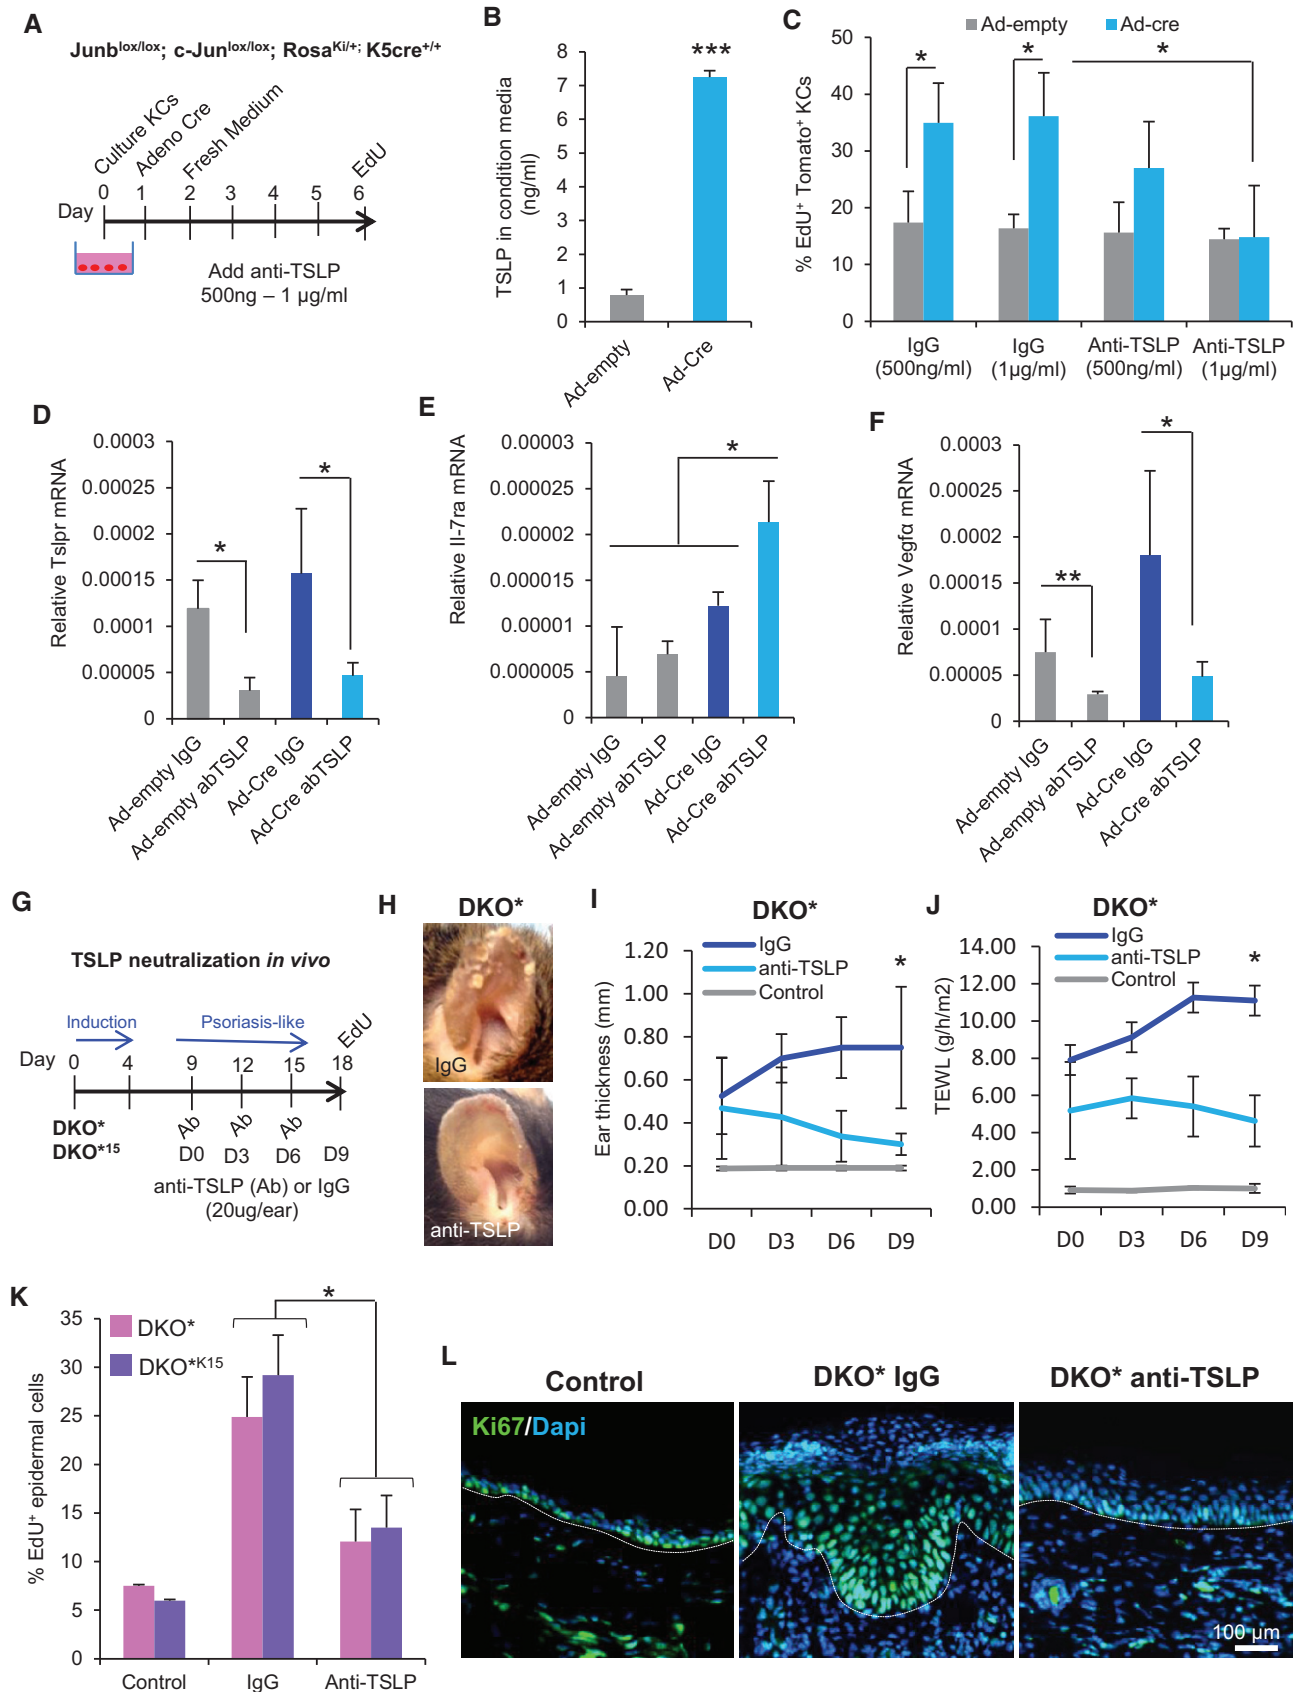 A
Junb^lox/lox; c-Jun^lox/lox; Rosa^Ki/+; K5cre^+/+
Culture KCs
Adeno Cre
Fresh Medium
EdU
Day
0 1 2 3 4 5 6
Add anti-TSLP
500ng – 1 µg/ml
B
TSLP in condition media
(ng/ml)
8
7
6
5
4
3
2
1
0
***
Ad-empty
Ad-Cre
C
Ad-empty Ad-cre
% EdU⁺ Tomato⁺ KCs
50
40
30
20
10
0
* * *
IgG
(500ng/ml)
IgG
(1µg/ml)
Anti-TSLP
(500ng/ml)
Anti-TSLP
(1µg/ml)
D
Relative Tslpr mRNA
0.0003
0.00025
0.0002
0.00015
0.0001
0.00005
0
* *
Ad-empty IgG
Ad-empty abTSLP
Ad-Cre IgG
Ad-Cre abTSLP
E
Relative Il-7ra mRNA
0.00003
0.000025
0.00002
0.000015
0.00001
0.000005
0
*
Ad-empty IgG
Ad-empty abTSLP
Ad-Cre IgG
Ad-Cre abTSLP
F
Relative Vegfα mRNA
0.0003
0.00025
0.0002
0.00015
0.0001
0.00005
0
** *
Ad-empty IgG
Ad-empty abTSLP
Ad-Cre IgG
Ad-Cre abTSLP
G
TSLP neutralization in vivo
Induction Psoriasis-like EdU
Day 0 4 9 12 15 18
DKO*
DKO*¹⁵
Ab Ab Ab
D0 D3 D6 D9
anti-TSLP (Ab) or IgG
(20ug/ear)
H
DKO*
IgG
anti-TSLP
I
DKO*
IgG
anti-TSLP
Control
Ear thickness (mm)
1.20
1.00
0.80
0.60
0.40
0.20
0.00
*
D0 D3 D6 D9
J
DKO*
IgG
anti-TSLP
Control
TEWL (g/h/m2)
14.00
12.00
10.00
8.00
6.00
4.00
2.00
0.00
*
D0 D3 D6 D9
K
% EdU⁺ epidermal cells
35
30
25
20
15
10
5
0
DKO*
DKO*^K15
*
Control IgG Anti-TSLP
L
Control DKO* IgG DKO* anti-TSLP
Ki67/Dapi
100 µm